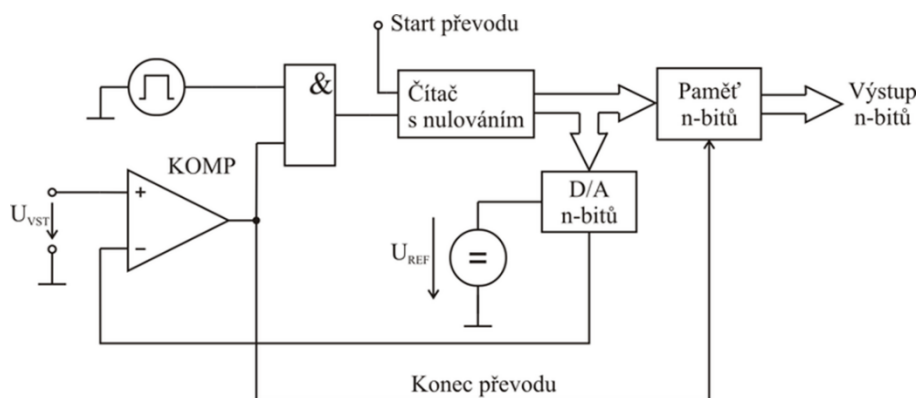 Start převodu
&
Čítač
s nulováním
Paměť
n-bitů
Výstup
n-bitů
KOMP
+
−
U_VST
D/A
n-bitů
U_REF
=
Konec převodu